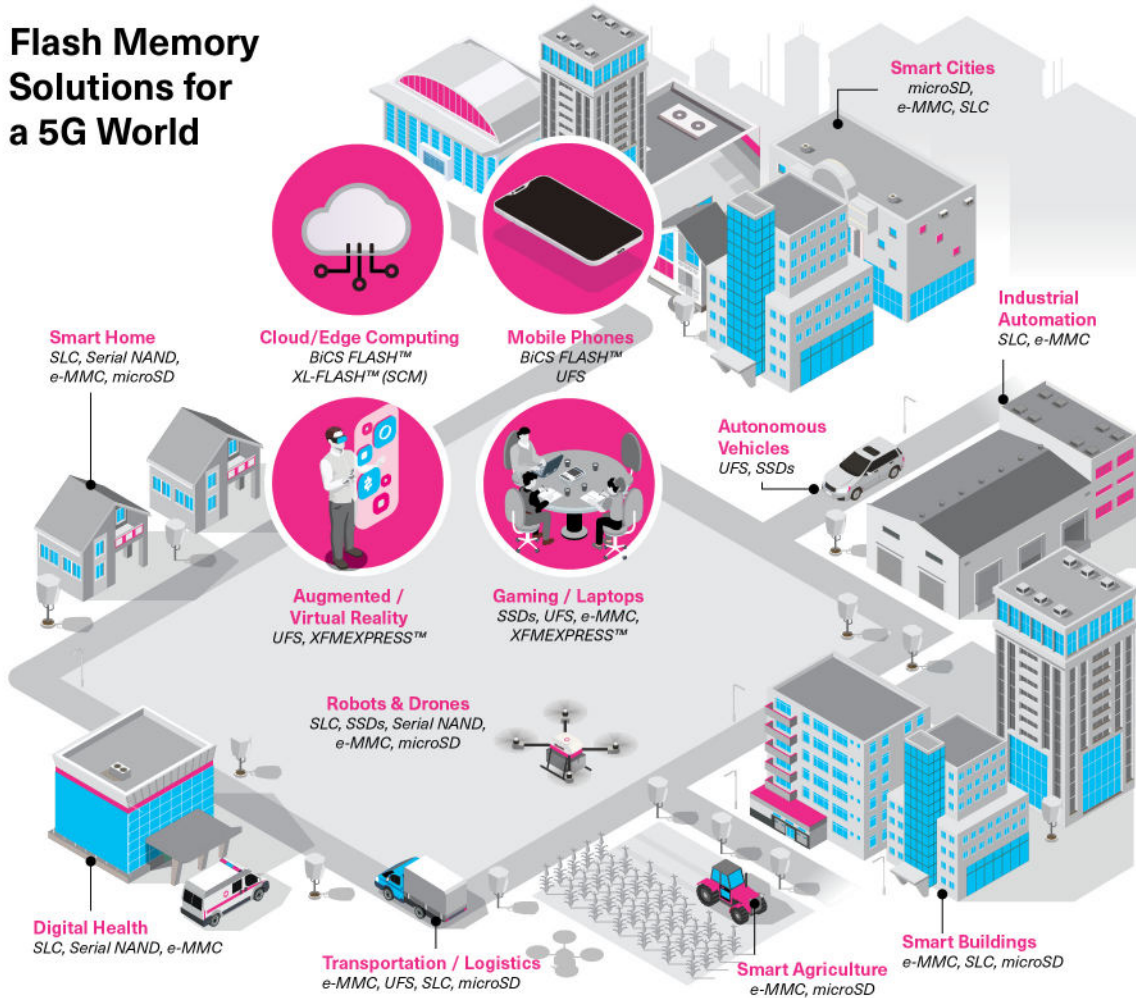 Flash Memory
Solutions for
a 5G World
Smart Cities
microSD,
e-MMC, SLC
Cloud/Edge Computing
BiCS FLASH™
XL-FLASH™ (SCM)
Mobile Phones
BiCS FLASH™
UFS
Industrial
Automation
SLC, e-MMC
Smart Home
SLC, Serial NAND,
e-MMC, microSD
Autonomous
Vehicles
UFS, SSDs
Augmented /
Virtual Reality
UFS, XFMEXPRESS™
Gaming / Laptops
SSDs, UFS, e-MMC,
XFMEXPRESS™
Robots & Drones
SLC, SSDs, Serial NAND,
e-MMC, microSD
Digital Health
SLC, Serial NAND, e-MMC
Transportation / Logistics
e-MMC, UFS, SLC, microSD
Smart Agriculture
e-MMC, microSD
Smart Buildings
e-MMC, SLC, microSD